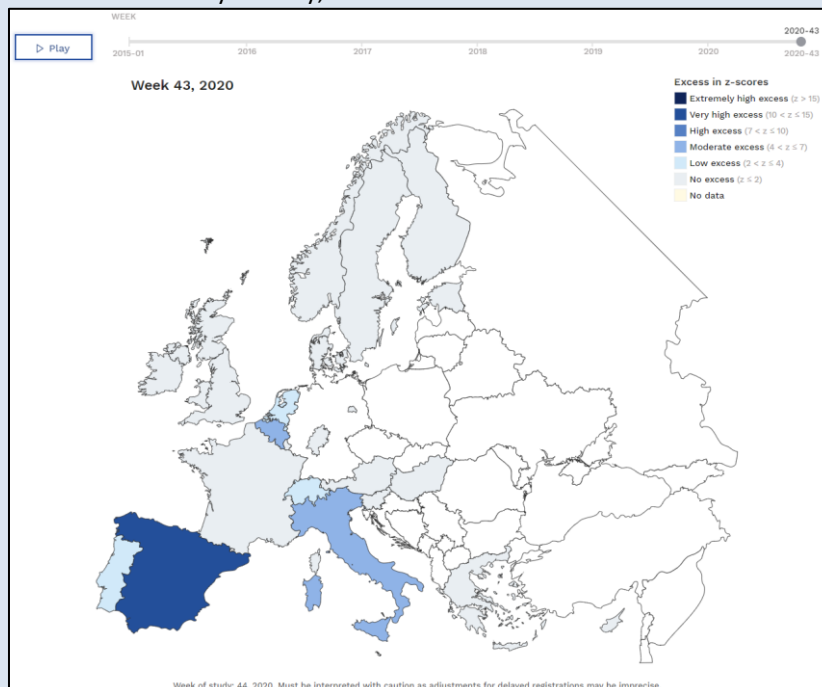 WEEK
2020-43
▷ Play
2015-01 2016 2017 2018 2019 2020 2020-43
Week 43, 2020
Excess in z-scores
Extremely high excess (z > 15)
Very high excess (10 < z ≤ 15)
High excess (7 < z ≤ 10)
Moderate excess (4 < z ≤ 7)
Low excess (2 < z ≤ 4)
No excess (z ≤ 2)
No data
Week of study: 44, 2020. Must be interpreted with caution as adjustments for delayed registrations may be imprecise